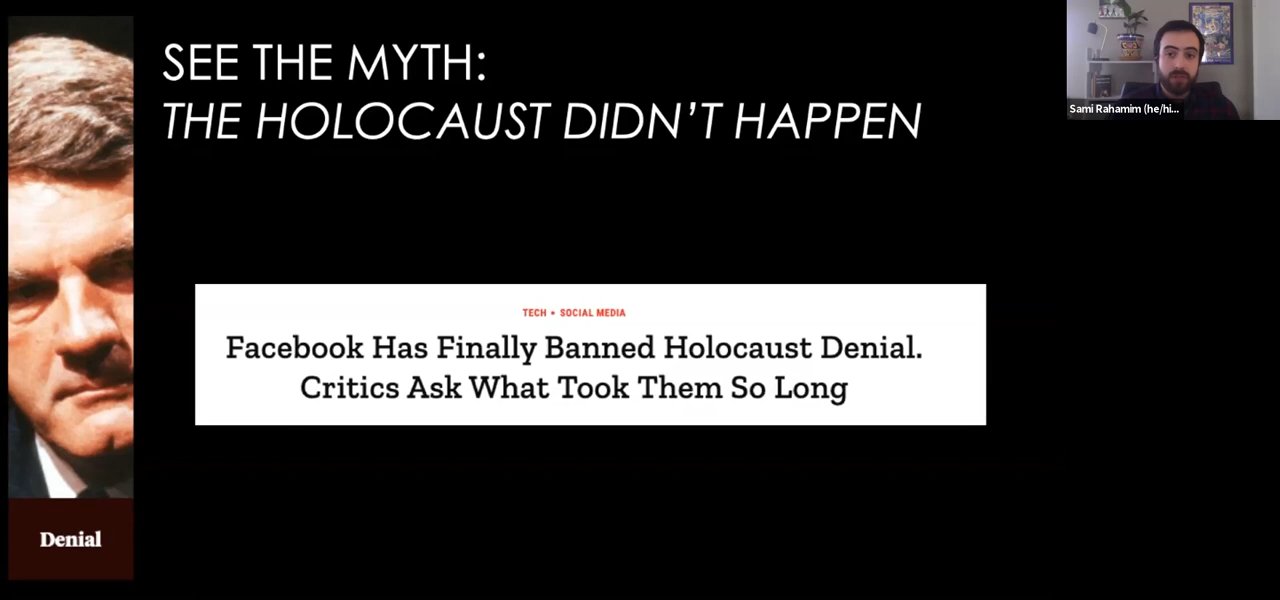 SEE THE MYTH:
THE HOLOCAUST DIDN’T HAPPEN
Sami Rahamim (he/hi...
TECH • SOCIAL MEDIA
Facebook Has Finally Banned Holocaust Denial.
Critics Ask What Took Them So Long
Denial